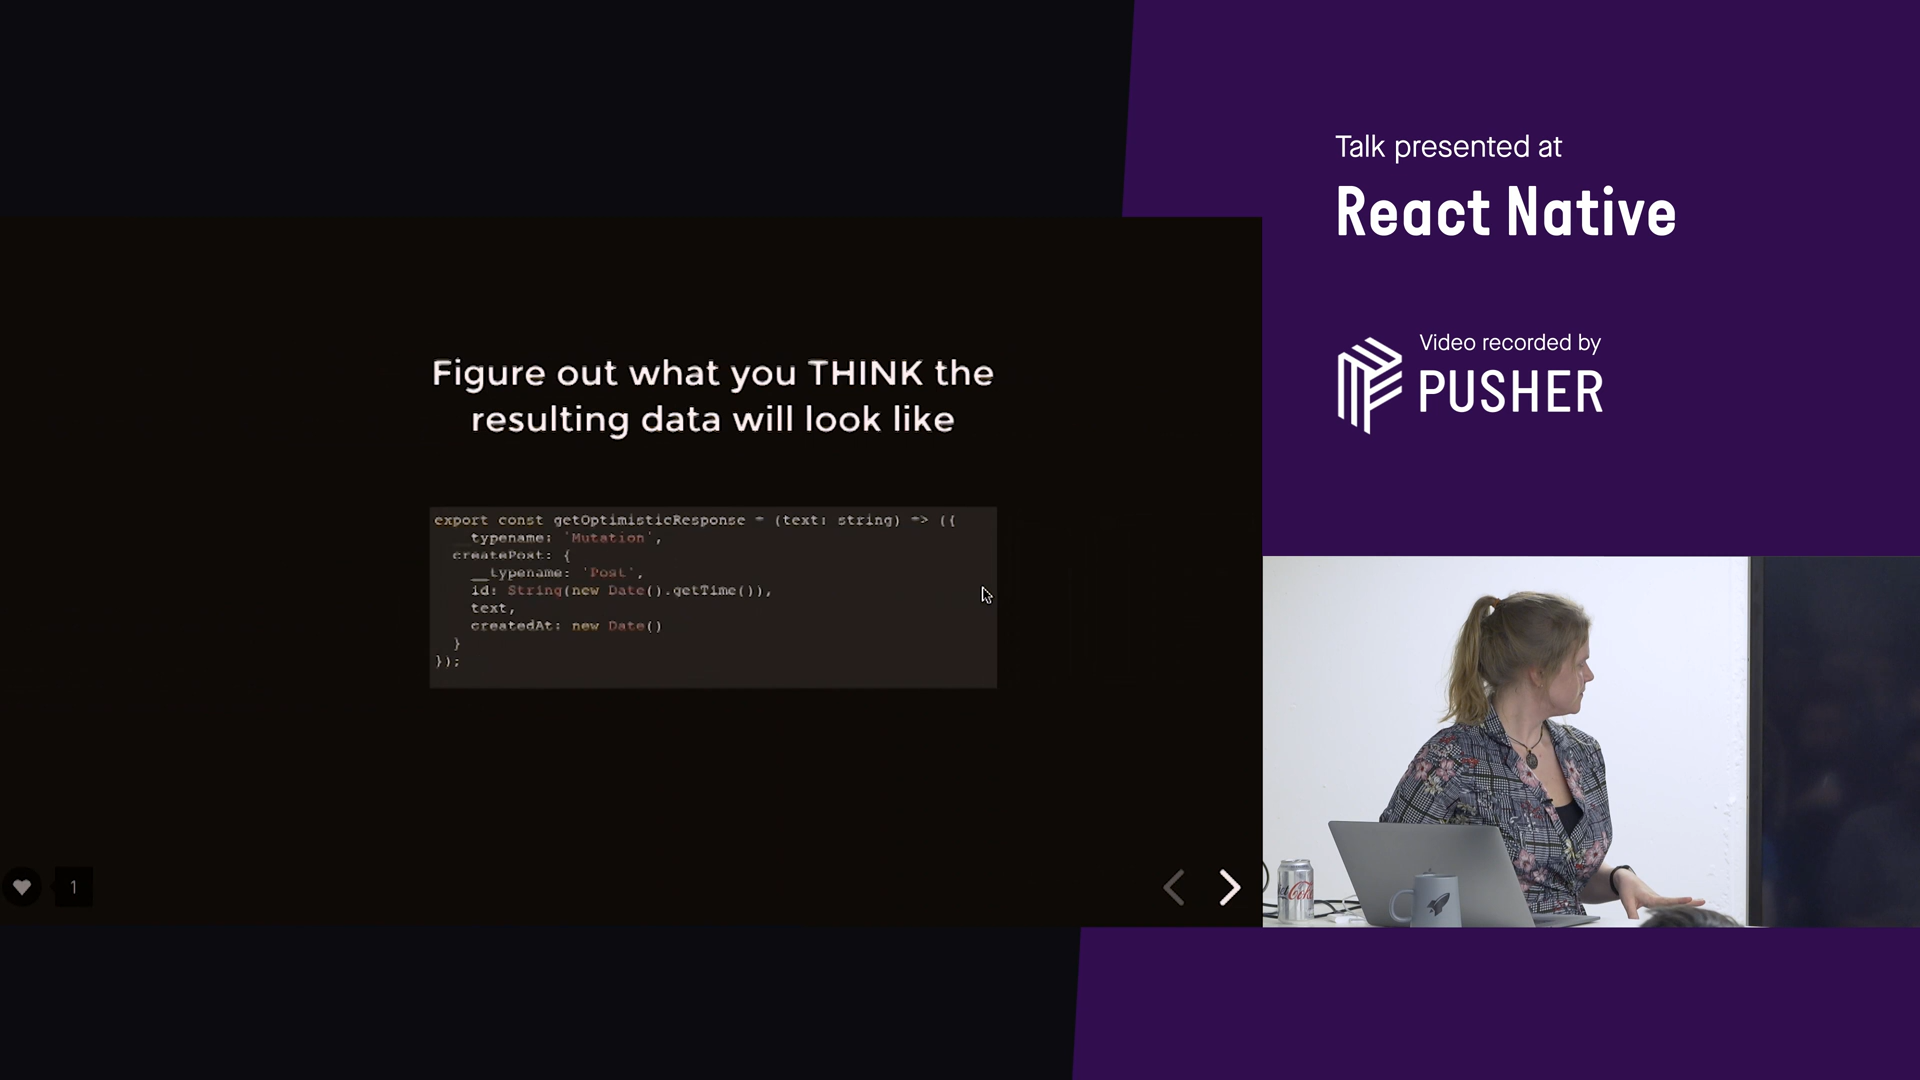 Talk presented at
React Native
Video recorded by
PUSHER
Figure out what you THINK the
resulting data will look like
export const getOptimisticResponse = (text: string) => ({
__typename: 'Mutation',
createPost: {
__typename: 'Post',
id: String(new Date().getTime()),
text,
createdAt: new Date()
}
});
1